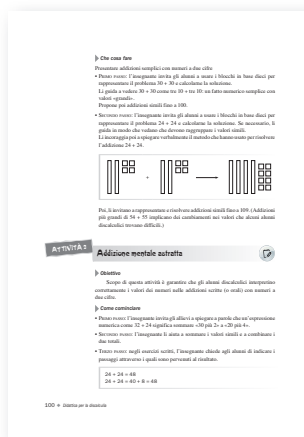 Che cosa fare
Presentare addizioni semplici con numeri a due cifre
• Primo passo: l'insegnante invita gli alunni a usare i blocchi in base dieci per
rappresentare il problema 30 + 30 e calcolarne la soluzione.
Li guida a vedere 30 + 30 come tre 10 + tre 10: un fatto numerico semplice con
valori «grandi».
Propone poi addizioni simili fino a 100.
• Secondo passo: l'insegnante invita gli alunni a usare i blocchi in base dieci per
rappresentare il problema 24 + 24 e calcolarne la soluzione. Se necessario, li
guida in modo che vedano che devono raggruppare i valori simili.
Li incoraggia poi a spiegare verbalmente il metodo che hanno usato per risolvere
l'addizione 24 + 24.
+
Poi, li invitano a rappresentare e risolvere addizioni simili fino a 109. (Addizioni
più grandi di 54 + 55 implicano dei cambiamenti nei valori che alcuni alunni
discalculici trovano difficili.)
ATTIVITÀ 2
Addizione mentale astratta
Obiettivo
Scopo di questa attività è garantire che gli alunni discalculici interpretino
correttamente i valori dei numeri nelle addizioni scritte (o orali) con numeri a
due cifre.
Come cominciare
• Primo passo: l'insegnante invita gli allievi a spiegare a parole che un'espressione
numerica come 32 + 24 significa sommare «30 più 2» a «20 più 4».
• Secondo passo: l'insegnante li aiuta a sommare i valori simili e a combinare i
due totali.
• Terzo passo: negli esercizi scritti, l'insegnante chiede agli alunni di indicare i
passaggi attraverso i quali sono pervenuti al risultato.
24 + 24 = 48
24 + 24 = 40 + 8 = 48
100 • Didattica per la discalculia